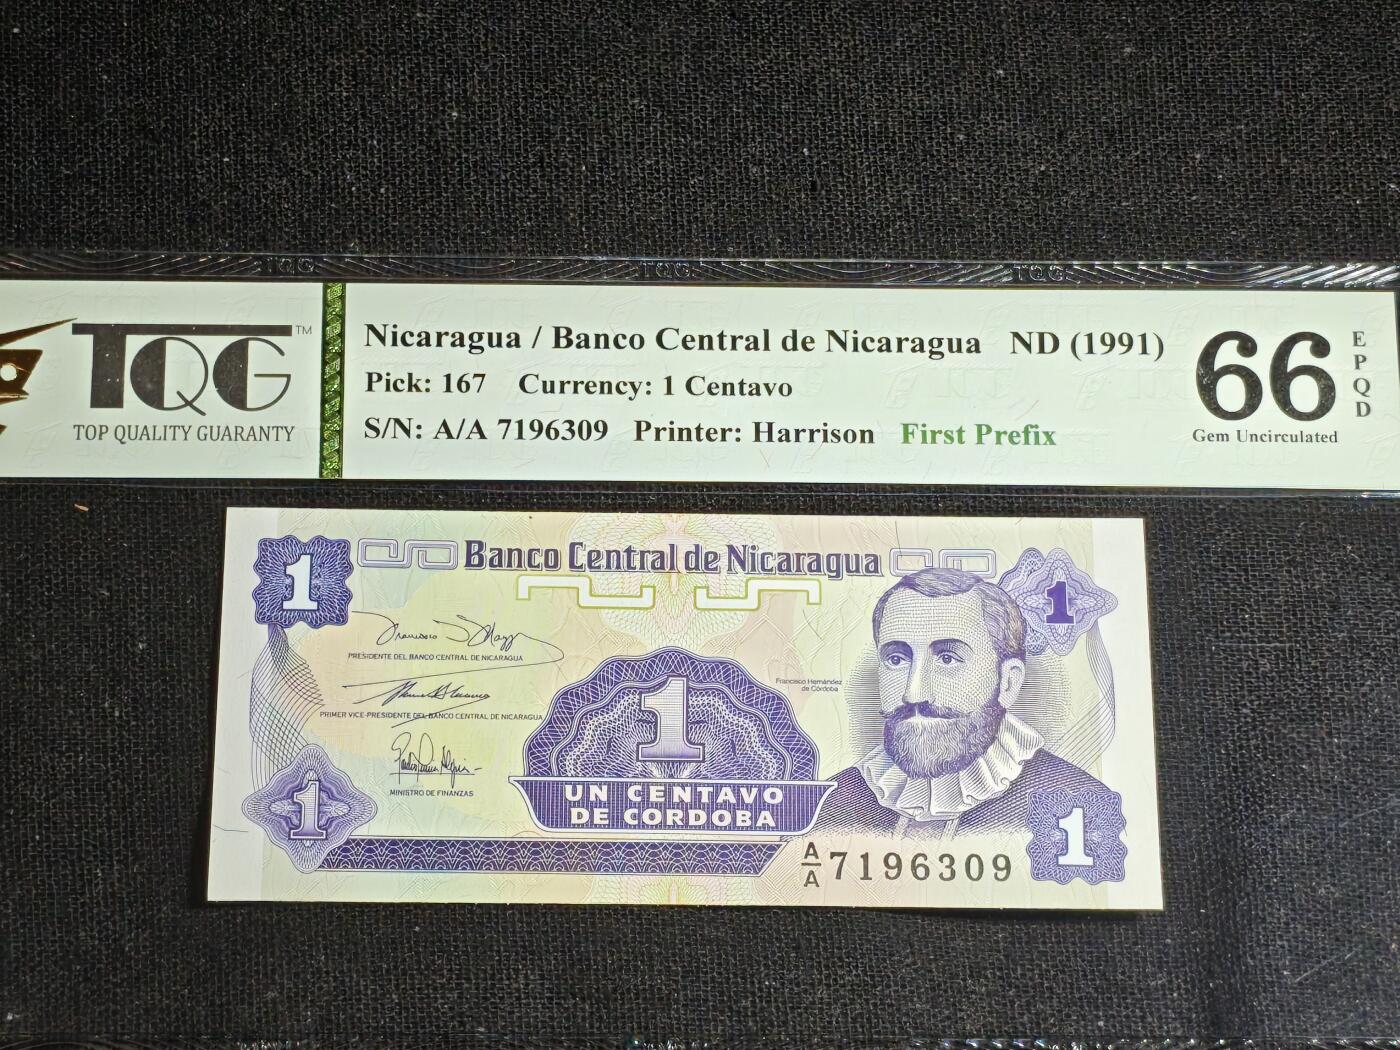 TQG TQG TQG
TQG™
TOP QUALITY GUARANTY
Nicaragua / Banco Central de Nicaragua ND (1991)
Pick: 167 Currency: 1 Centavo
S/N: A/A 7196309 Printer: Harrison First Prefix
66
EPQD
Gem Uncirculated
1 Banco Central de Nicaragua 1
PRESIDENTE DEL BANCO CENTRAL DE NICARAGUA
Francisco Hernández
de Córdoba
PRIMER VICE-PRESIDENTE DEL BANCO CENTRAL DE NICARAGUA
1
MINISTRO DE FINANZAS
UN CENTAVO
DE CORDOBA
1
1
A/A 7196309